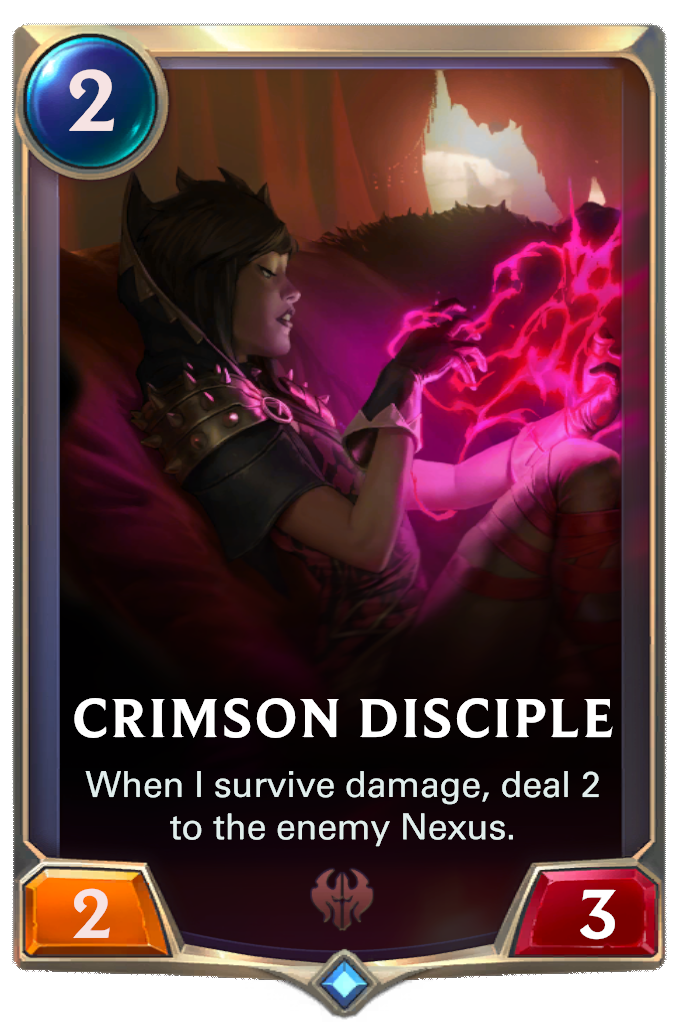 2
CRIMSON DISCIPLE
When I survive damage, deal 2
to the enemy Nexus.
2
3